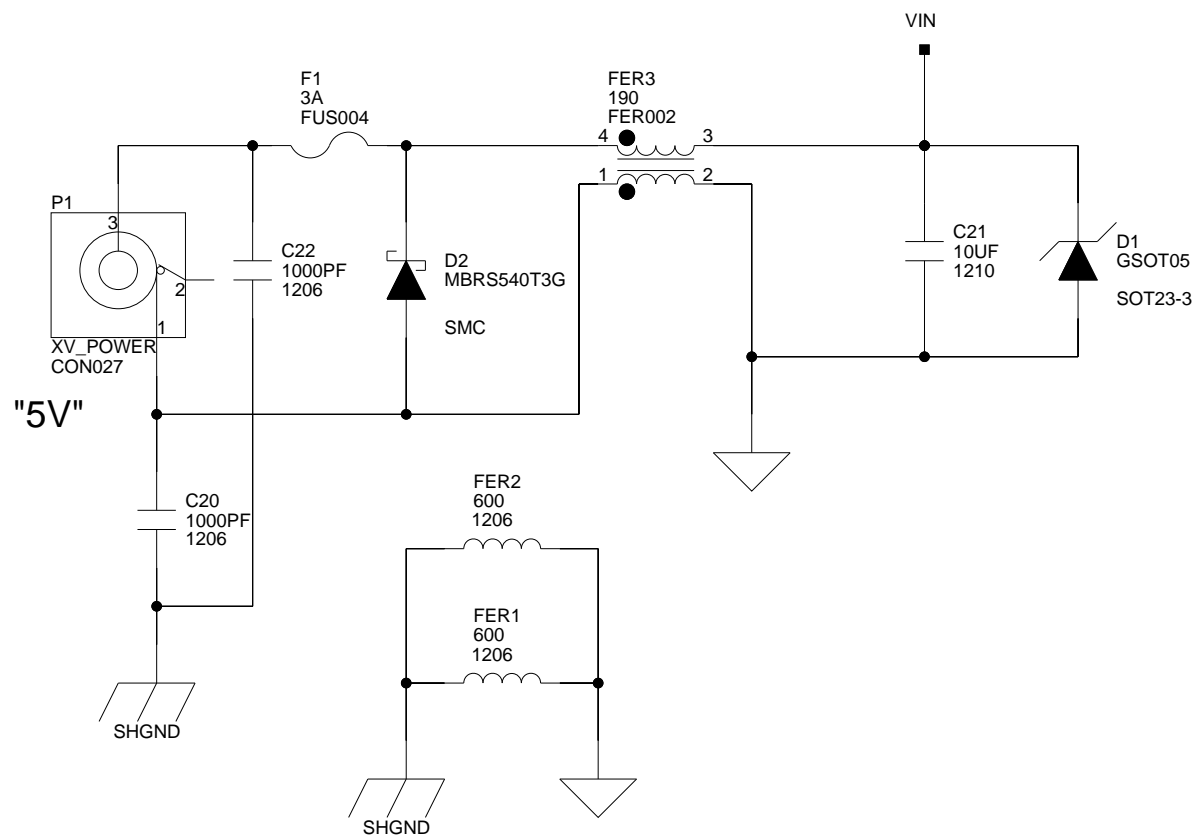 VIN
F1
3A
FUS004
FER3
190
FER002
4
3
1
2
P1
3
2
1
XV_POWER
CON027
"5V"
C22
1000PF
1206
D2
MBRS540T3G
SMC
C21
10UF
1210
D1
GSOT05
SOT23-3
C20
1000PF
1206
SHGND
FER2
600
1206
FER1
600
1206
SHGND